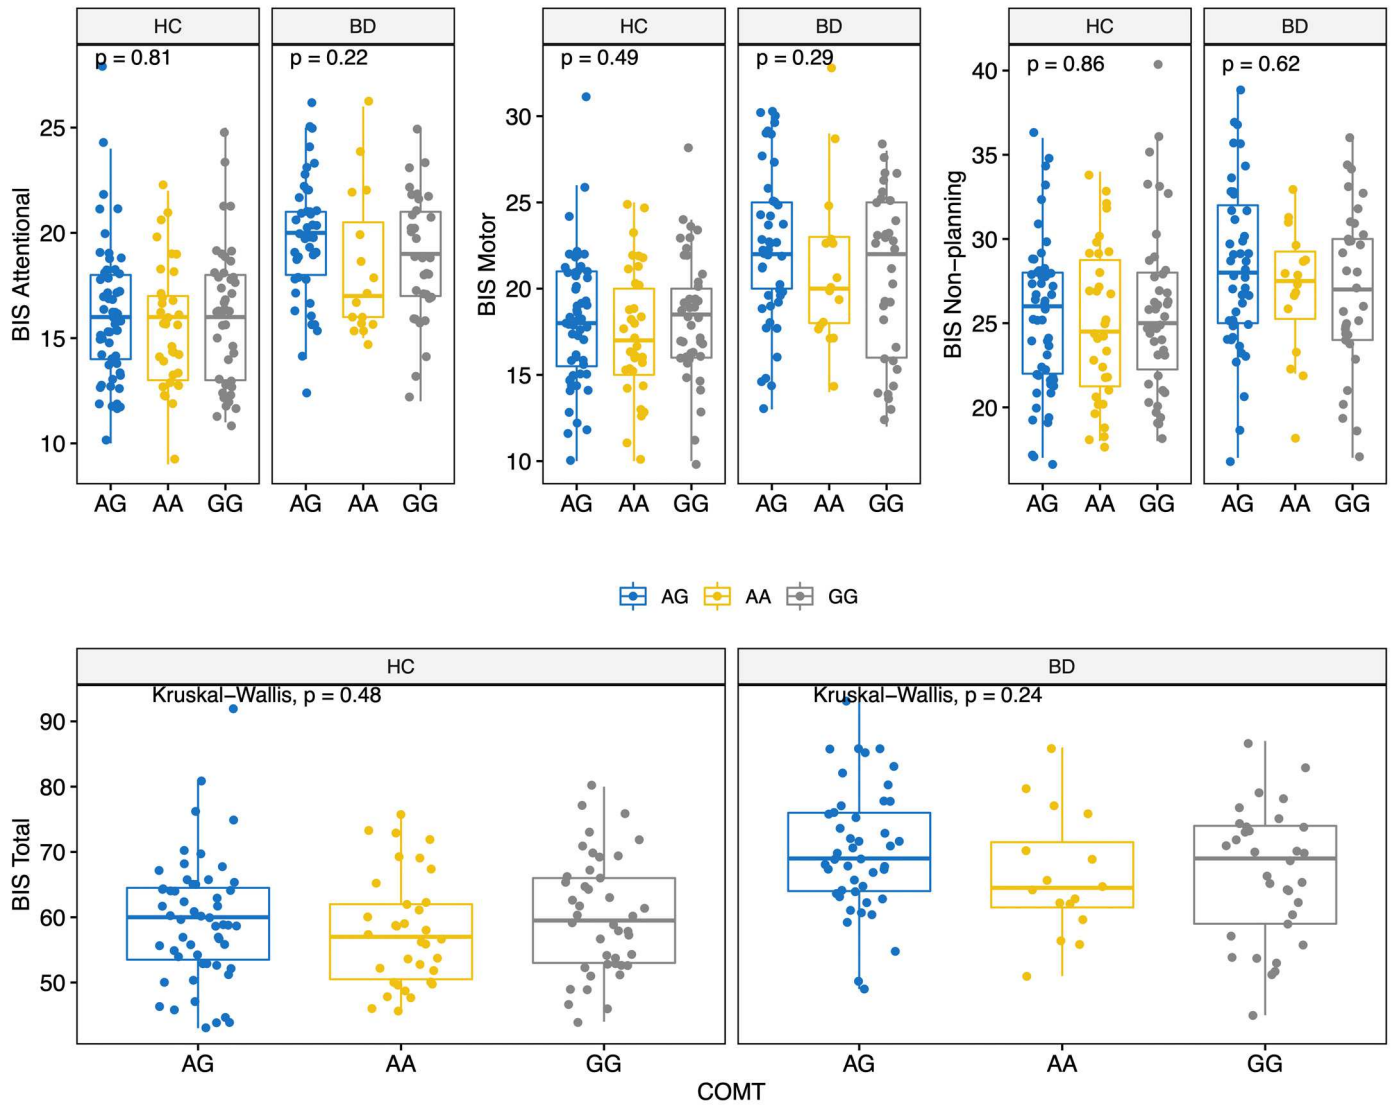 HC BD HC BD HC BD
p = 0.81 p = 0.22 p = 0.49 p = 0.29 p = 0.86 p = 0.62
BIS Attentional
25
20
15
10
BIS Motor
30
25
20
15
10
BIS Non−planning
40
35
30
25
20
AG AA GG AG AA GG AG AA GG AG AA GG AG AA GG AG AA GG
AG AA GG
HC BD
Kruskal−Wallis, p = 0.48 Kruskal−Wallis, p = 0.24
BIS Total
90
80
70
60
50
AG AA GG AG AA GG
COMT